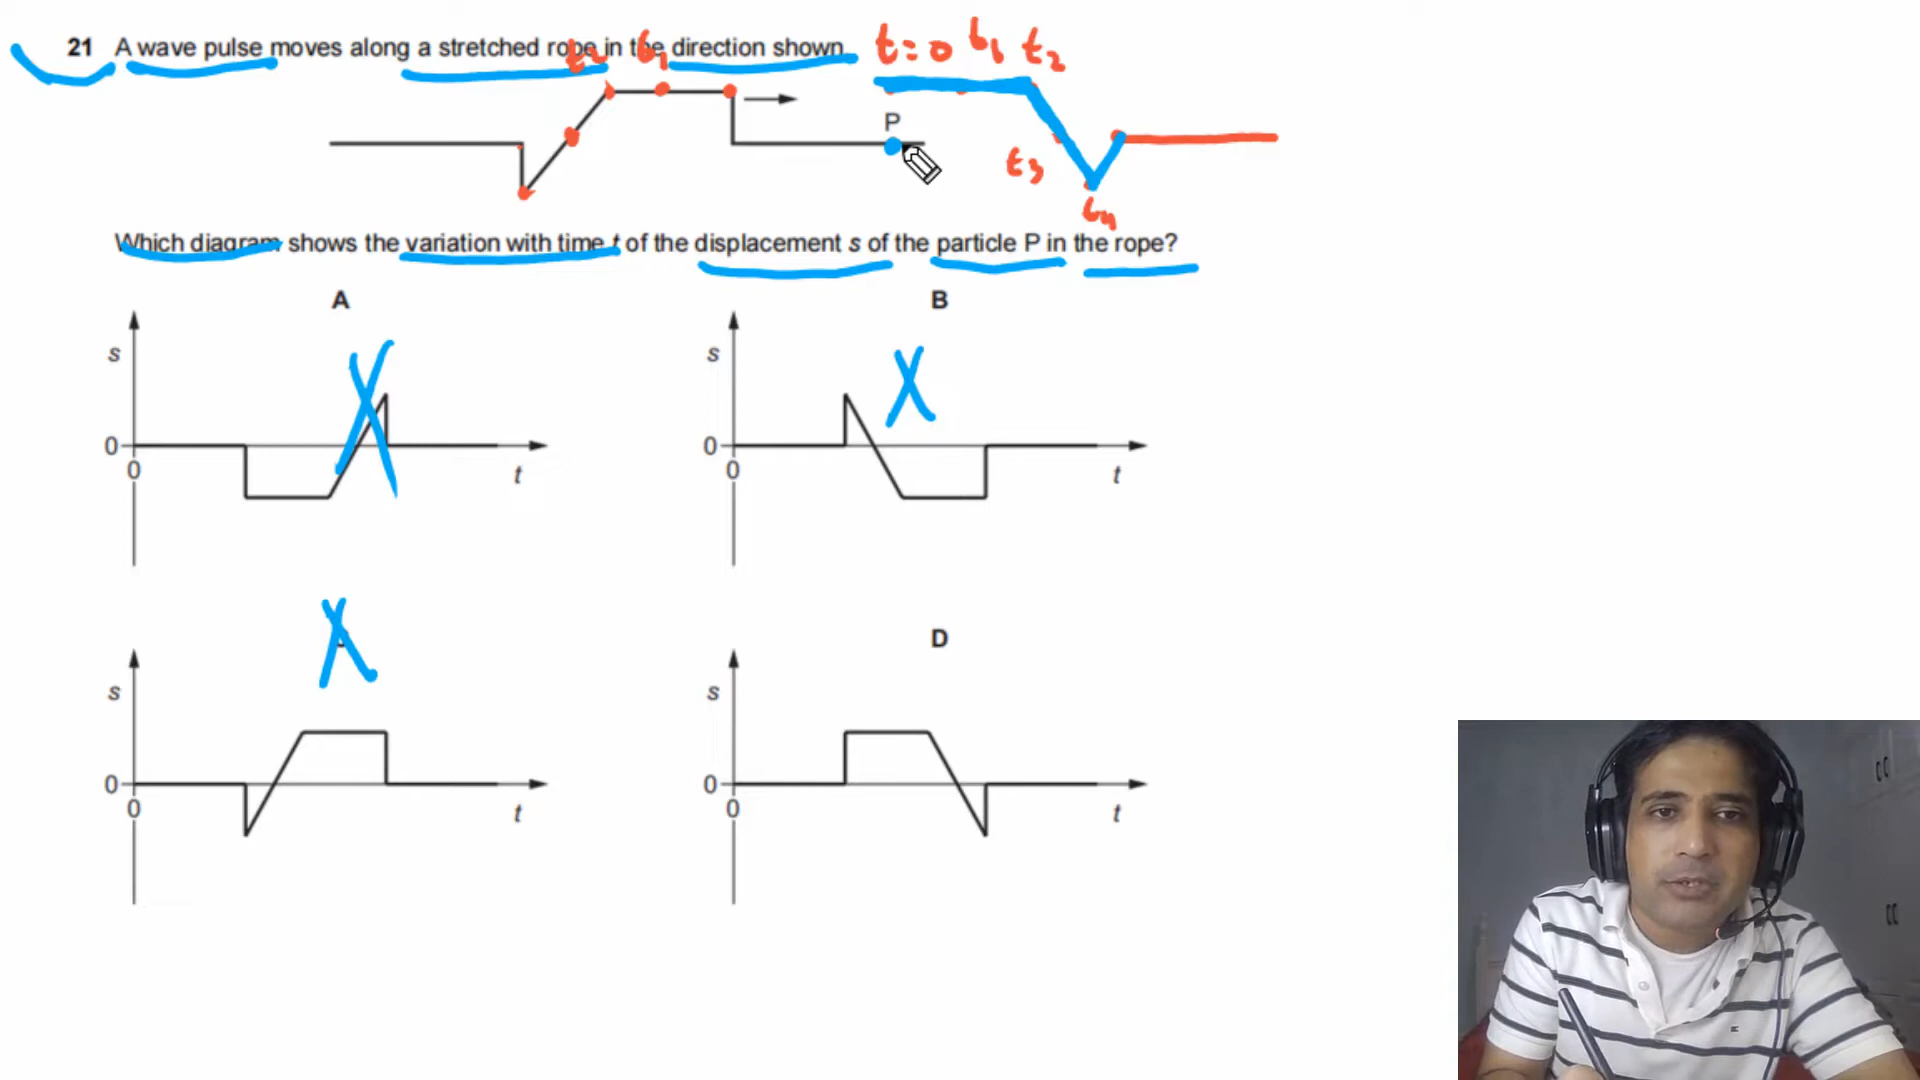 21 A wave pulse moves along a stretched rope in the direction shown.
t2 t1
t=0 t1 t2
P
t3
t4
Which diagram shows the variation with time t of the displacement s of the particle P in the rope?
A
B
s
0
0
t
s
0
0
t
D
s
0
0
t
s
0
0
t